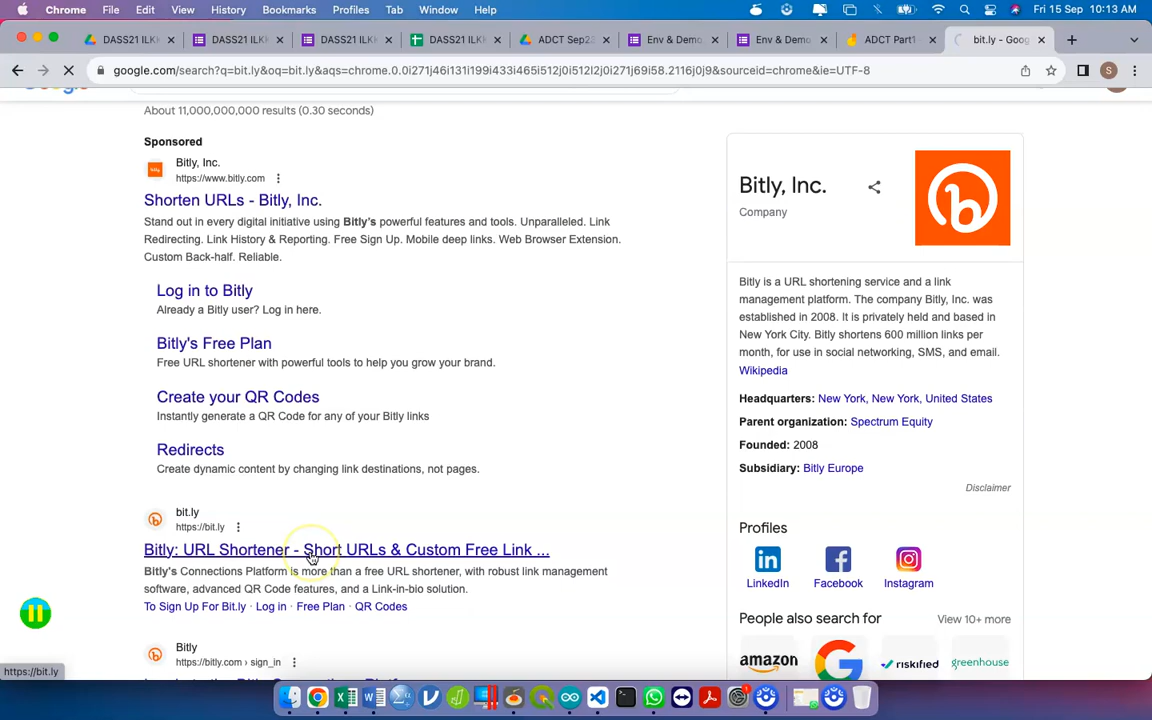 Chrome File Edit View History Bookmarks Profiles Tab Window Help Fri 15 Sep 10:13 AM
DASS21 ILK DASS21 ILK DASS21 ILK DASS21 ILK ADCT Sep2 Env & Demo Env & Demo ADCT Part1 bit.ly - Goog
google.com/search?q=bit.ly&oq=bit.ly&aqs=chrome.0.0i271j46i131i199i433i465i512j0i512l2j0i271j69i58.2116j0j9&sourceid=chrome&ie=UTF-8
S
About 11,000,000,000 results (0.30 seconds)
Sponsored
Bitly, Inc.
https://www.bitly.com
Shorten URLs - Bitly, Inc.
Stand out in every digital initiative using Bitly's powerful features and tools. Unparalleled. Link
Redirecting. Link History & Reporting. Free Sign Up. Mobile deep links. Web Browser Extension.
Custom Back-half. Reliable.
Log in to Bitly
Already a Bitly user? Log in here.
Bitly's Free Plan
Free URL shortener with powerful tools to help you grow your brand.
Create your QR Codes
Instantly generate a QR Code for any of your Bitly links
Redirects
Create dynamic content by changing link destinations, not pages.
bit.ly
https://bit.ly
Bitly: URL Shortener - Short URLs & Custom Free Link ...
Bitly's Connections Platform is more than a free URL shortener, with robust link management
software, advanced QR Code features, and a Link-in-bio solution.
To Sign Up For Bit.ly · Log in · Free Plan · QR Codes
Bitly
https://bitly.com › sign_in
https://bit.ly
Bitly, Inc.
Company
Bitly is a URL shortening service and a link
management platform. The company Bitly, Inc. was
established in 2008. It is privately held and based in
New York City. Bitly shortens 600 million links per
month, for use in social networking, SMS, and email.
Wikipedia
Headquarters: New York, New York, United States
Parent organization: Spectrum Equity
Founded: 2008
Subsidiary: Bitly Europe
Disclaimer
Profiles
LinkedIn Facebook Instagram
People also search for View 10+ more
amazon riskified greenhouse